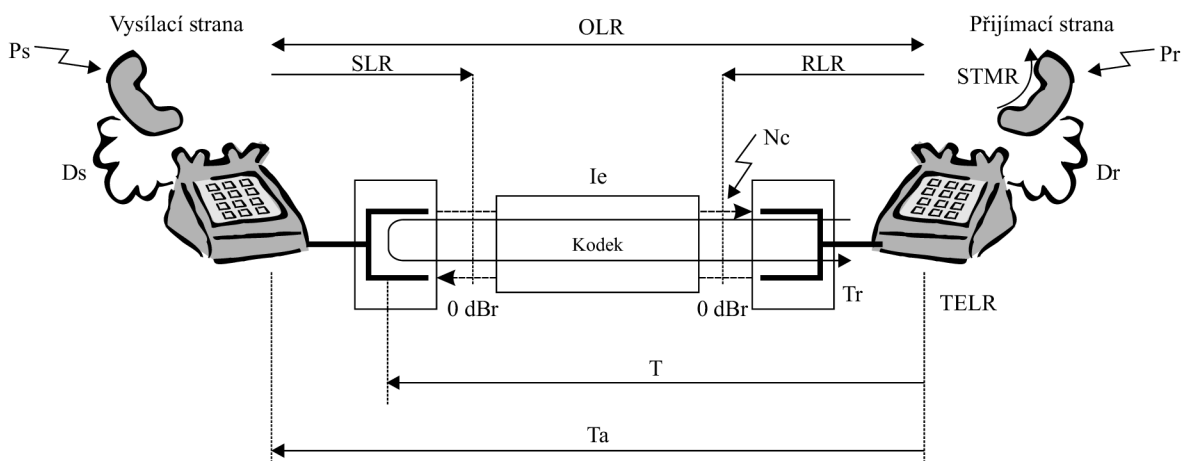 Vysílací strana
OLR
Přijímací strana
Ps
SLR
RLR
STMR
Pr
Ds
Nc
Dr
Ie
Kodek
0 dBr
0 dBr
Tr
TELR
T
Ta